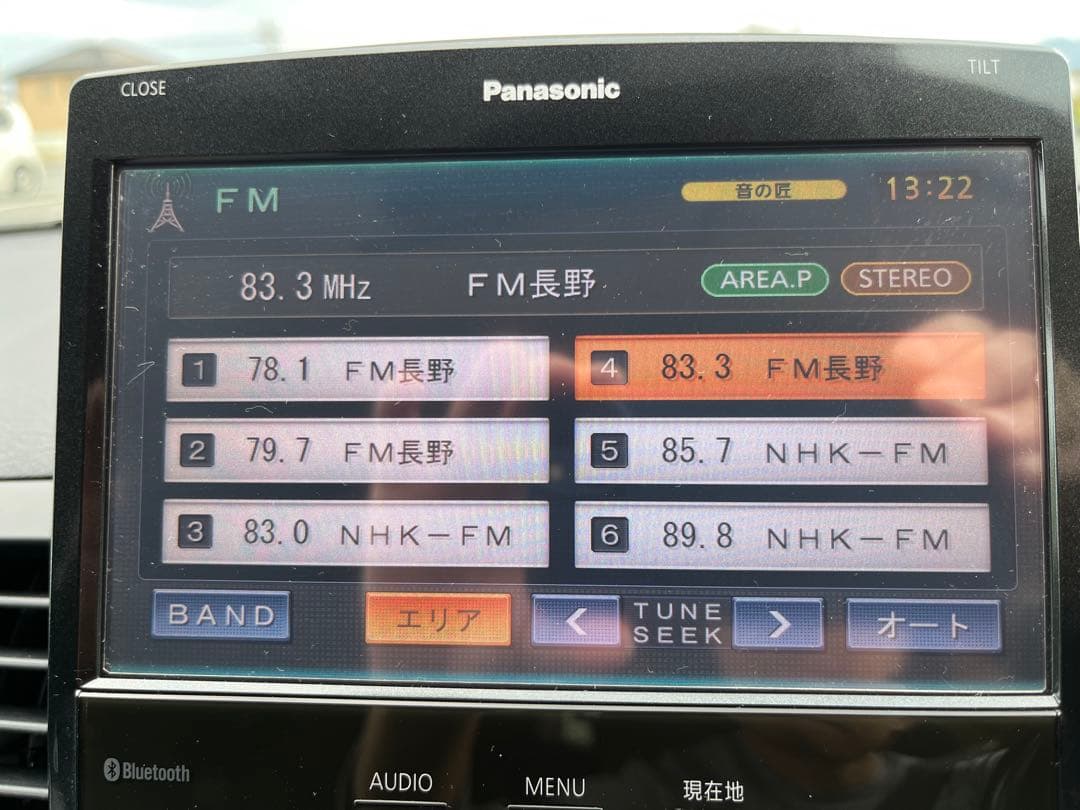 CLOSE Panasonic TILT
FM 音の匠 13:22
83.3 MHz FM長野 AREA.P STEREO
1 78.1 FM長野 4 83.3 FM長野
2 79.7 FM長野 5 85.7 NHK-FM
3 83.0 NHK-FM 6 89.8 NHK-FM
BAND エリア < TUNE SEEK > オート
Bluetooth AUDIO MENU 現在地